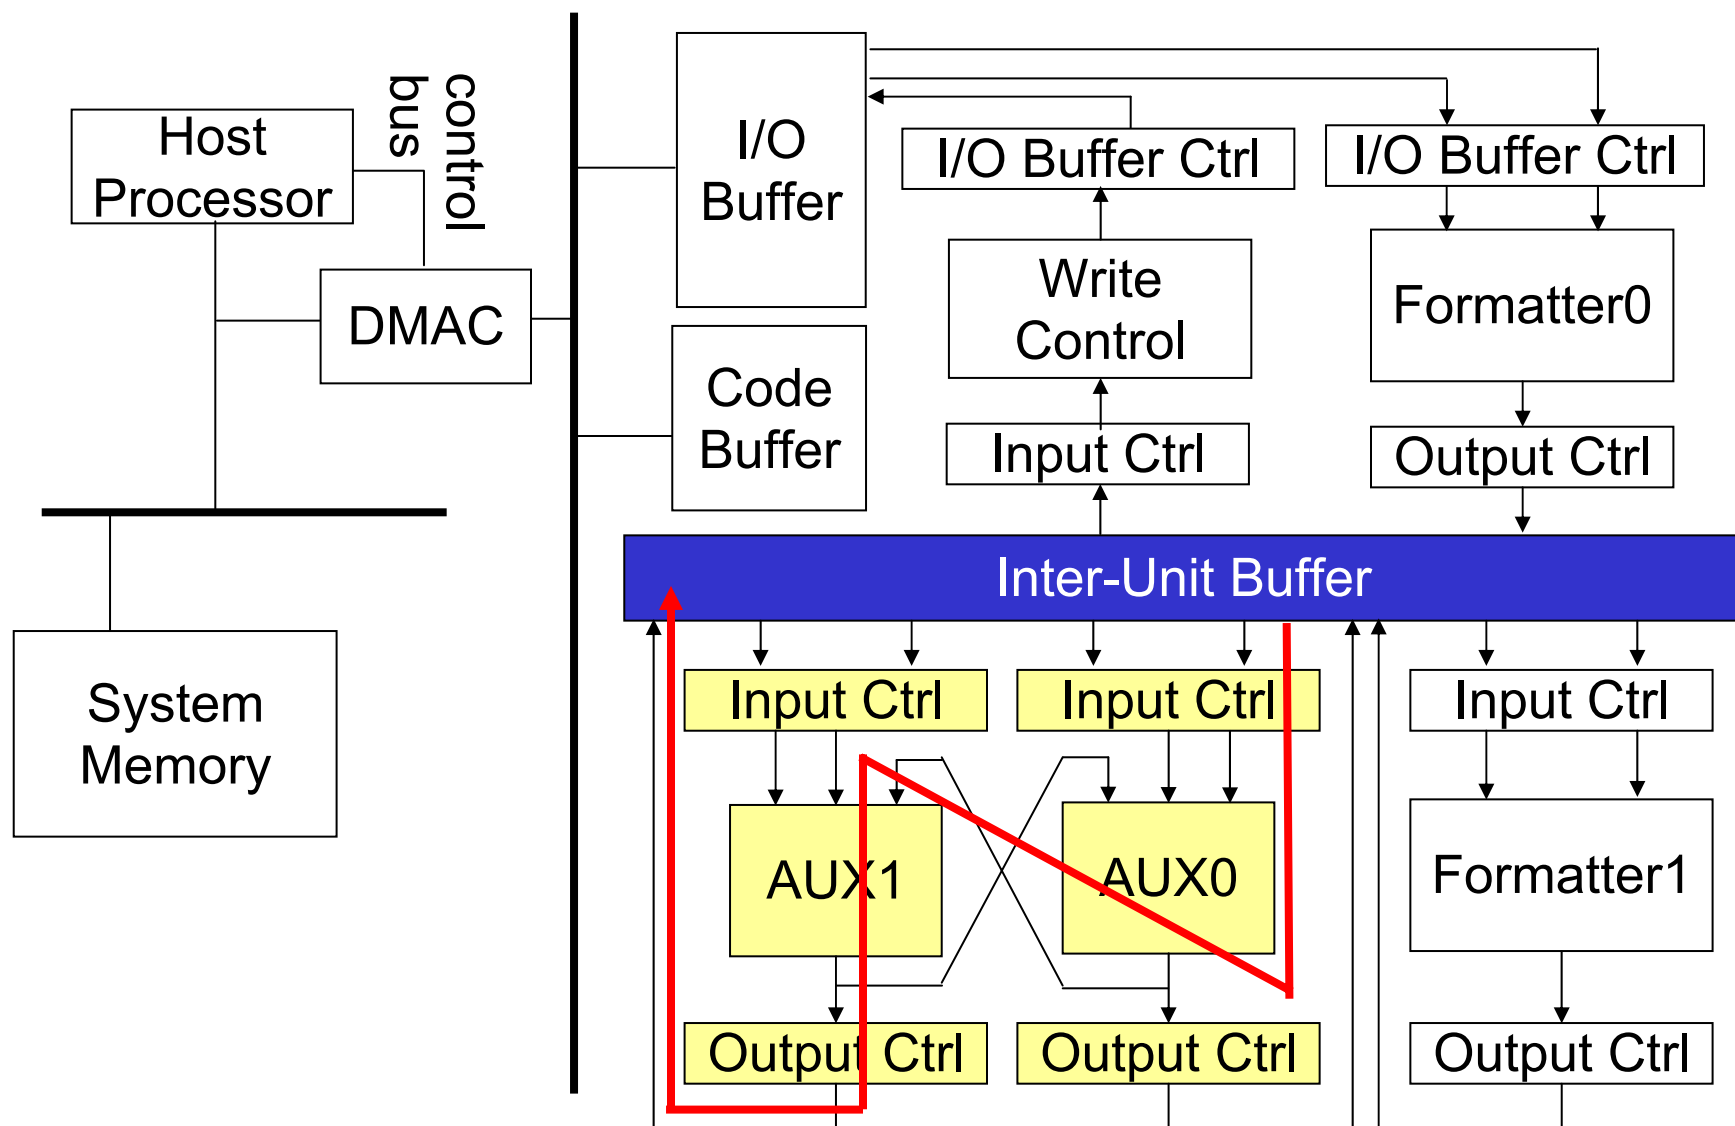 control
bus
Host
Processor
DMAC
System
Memory
I/O
Buffer
Code
Buffer
I/O Buffer Ctrl
Write
Control
Input Ctrl
I/O Buffer Ctrl
Formatter0
Output Ctrl
Inter-Unit Buffer
Input Ctrl
Input Ctrl
Input Ctrl
AUX1
AUX0
Formatter1
Output Ctrl
Output Ctrl
Output Ctrl